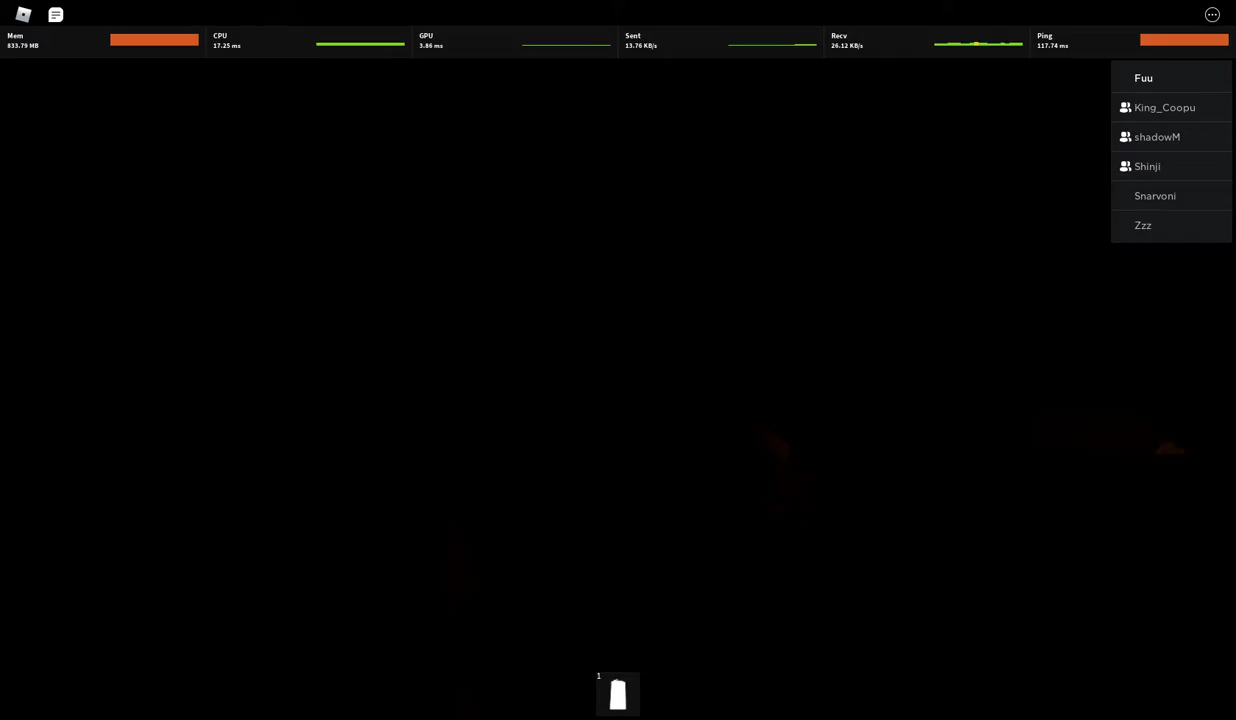 Mem
833.79 MB
CPU
17.25 ms
GPU
3.86 ms
Sent
13.76 KB/s
Recv
26.12 KB/s
Ping
117.74 ms
Fuu
King_Coopu
shadowM
Shinji
Snarvoni
Zzz
1